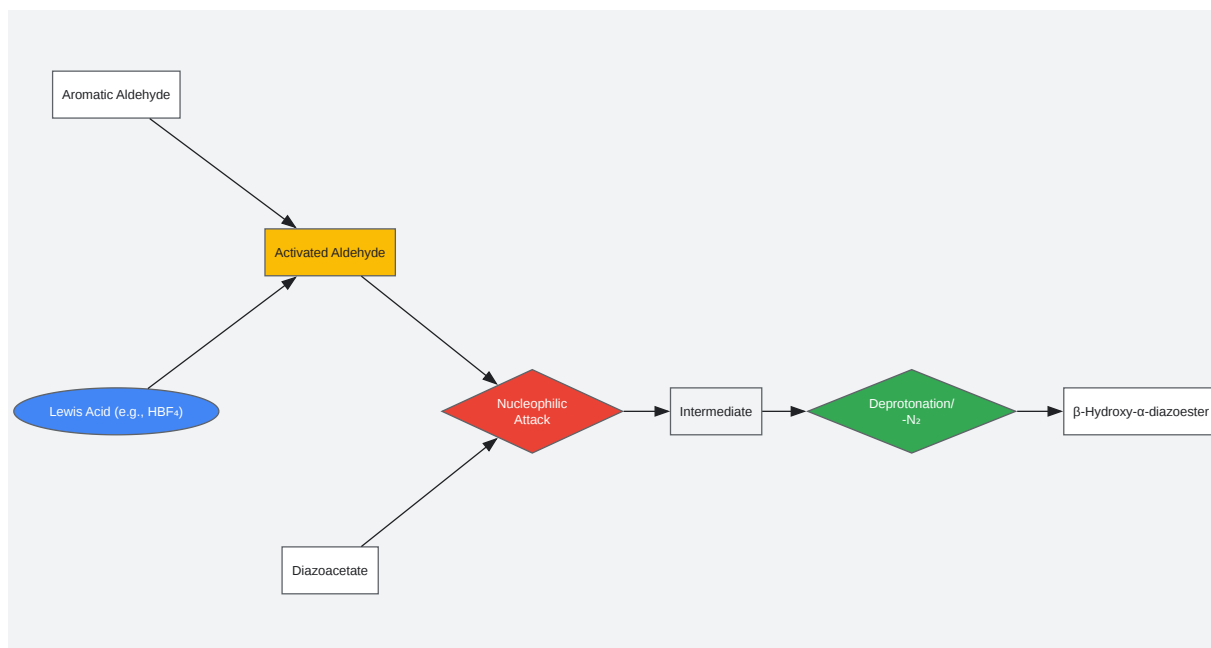 Aromatic Aldehyde
Activated Aldehyde
Lewis Acid (e.g., HBF₄)
Nucleophilic
Attack
Intermediate
Deprotonation/
-N₂
β-Hydroxy-α-diazoester
Diazoacetate